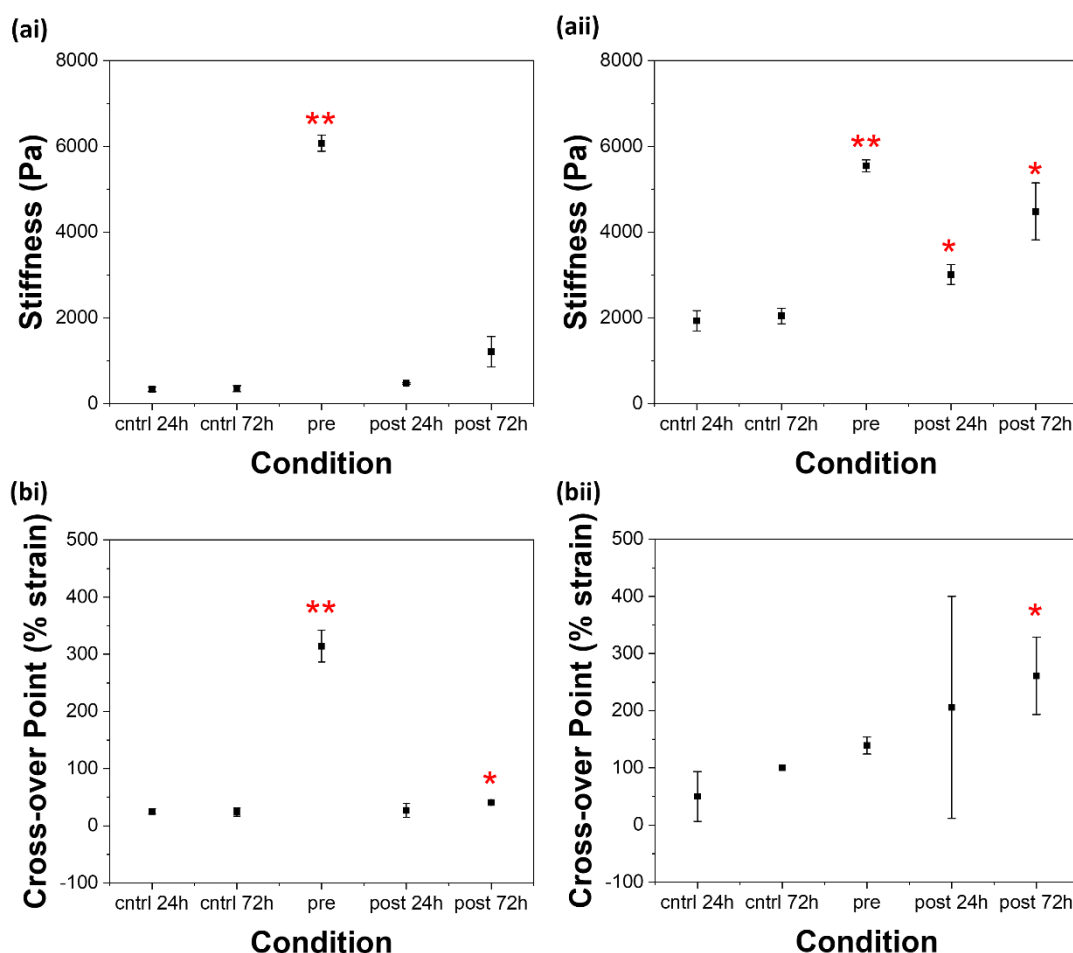 (ai)
8000
6000
4000
2000
0
Stiffness (Pa)
**
cntrl 24h cntrl 72h pre post 24h post 72h
Condition
(aii)
8000
6000
4000
2000
0
Stiffness (Pa)
**
*
*
cntrl 24h cntrl 72h pre post 24h post 72h
Condition
(bi)
500
400
300
200
100
0
-100
Cross-over Point (% strain)
**
*
cntrl 24h cntrl 72h pre post 24h post 72h
Condition
(bii)
500
400
300
200
100
0
-100
Cross-over Point (% strain)
*
cntrl 24h cntrl 72h pre post 24h post 72h
Condition